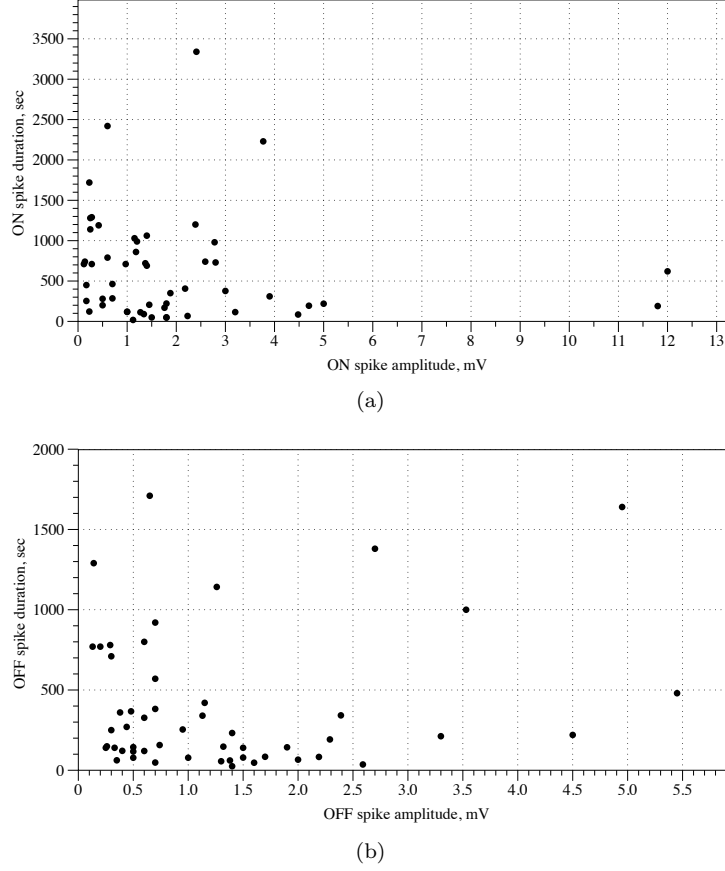 3500
3000
2500
2000
1500
1000
500
0
ON spike duration, sec
0 1 2 3 4 5 6 7 8 9 10 11 12 13
ON spike amplitude, mV
(a)
2000
1500
1000
500
0
OFF spike duration, sec
0 0.5 1.0 1.5 2.0 2.5 3.0 3.5 4.0 4.5 5.0 5.5
OFF spike amplitude, mV
(b)